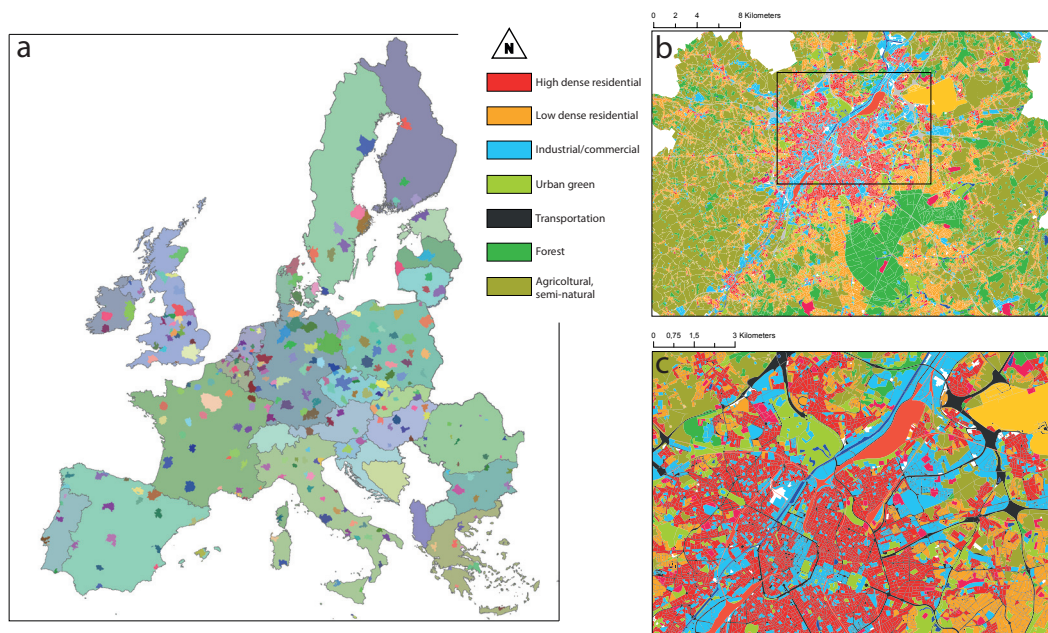 a
N
High dense residential
Low dense residential
Industrial/commercial
Urban green
Transportation
Forest
Agricoltural,
semi-natural
0 2 4 8 Kilometers
b
0 0,75 1,5 3 Kilometers
c